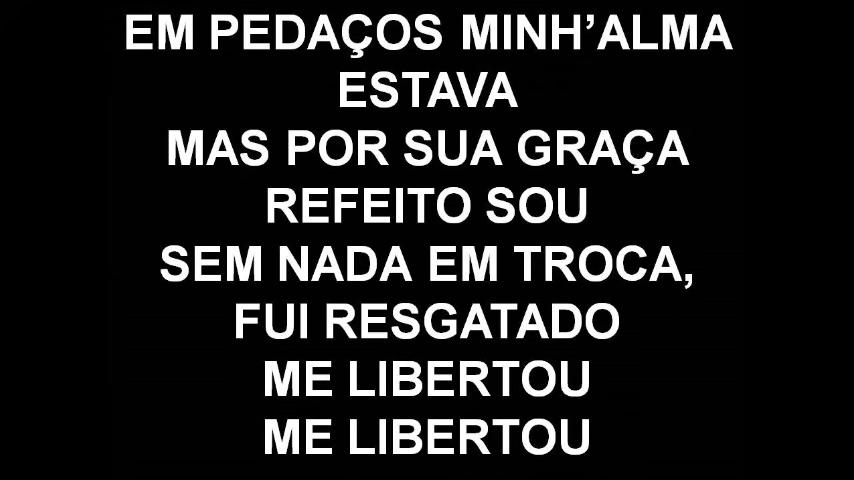 EM PEDAÇOS MINH’ALMA
ESTAVA
MAS POR SUA GRAÇA
REFEITO SOU
SEM NADA EM TROCA,
FUI RESGATADO
ME LIBERTOU
ME LIBERTOU